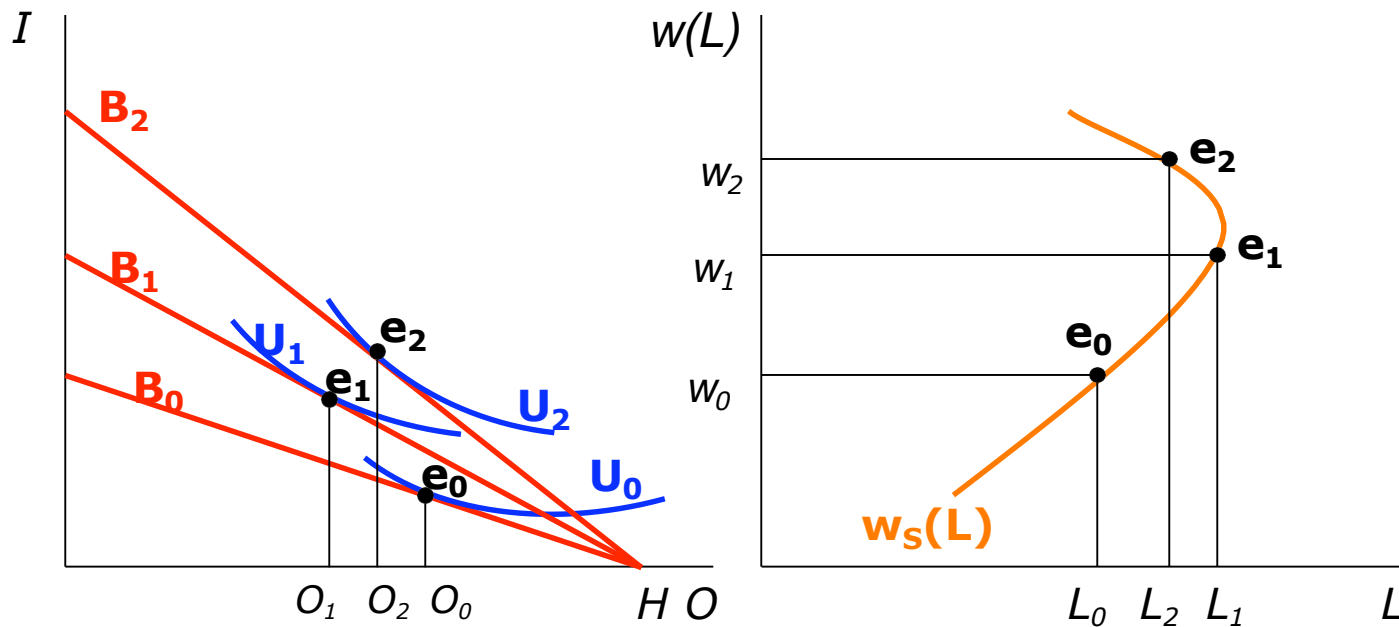 I
B₂
B₁
B₀
U₁
e₁
e₂
U₂
e₀
U₀
O₁
O₂
O₀
H
O
w(L)
w₂
w₁
w₀
e₂
e₁
e₀
wₛ(L)
L₀
L₂
L₁
L